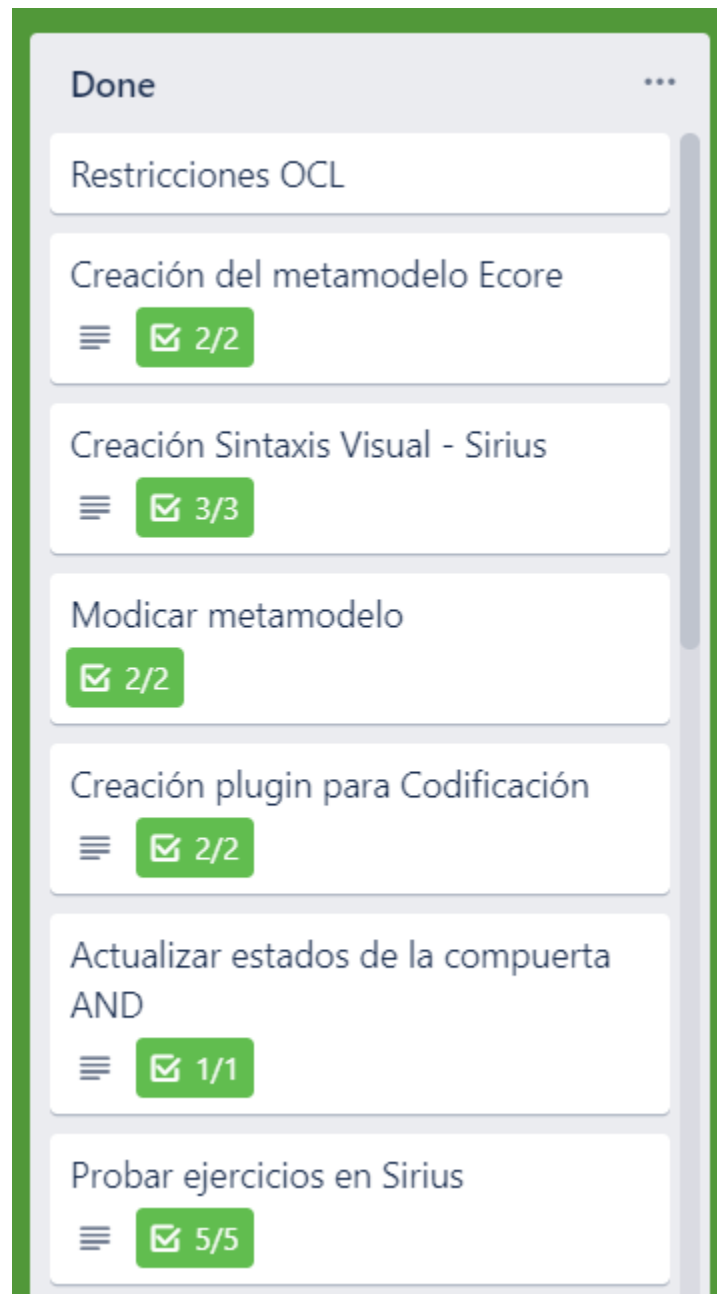 Done
Restricciones OCL
Creación del metamodelo Ecore
2/2
Creación Sintaxis Visual - Sirius
3/3
Modicar metamodelo
2/2
Creación plugin para Codificación
2/2
Actualizar estados de la compuerta
AND
1/1
Probar ejercicios en Sirius
5/5